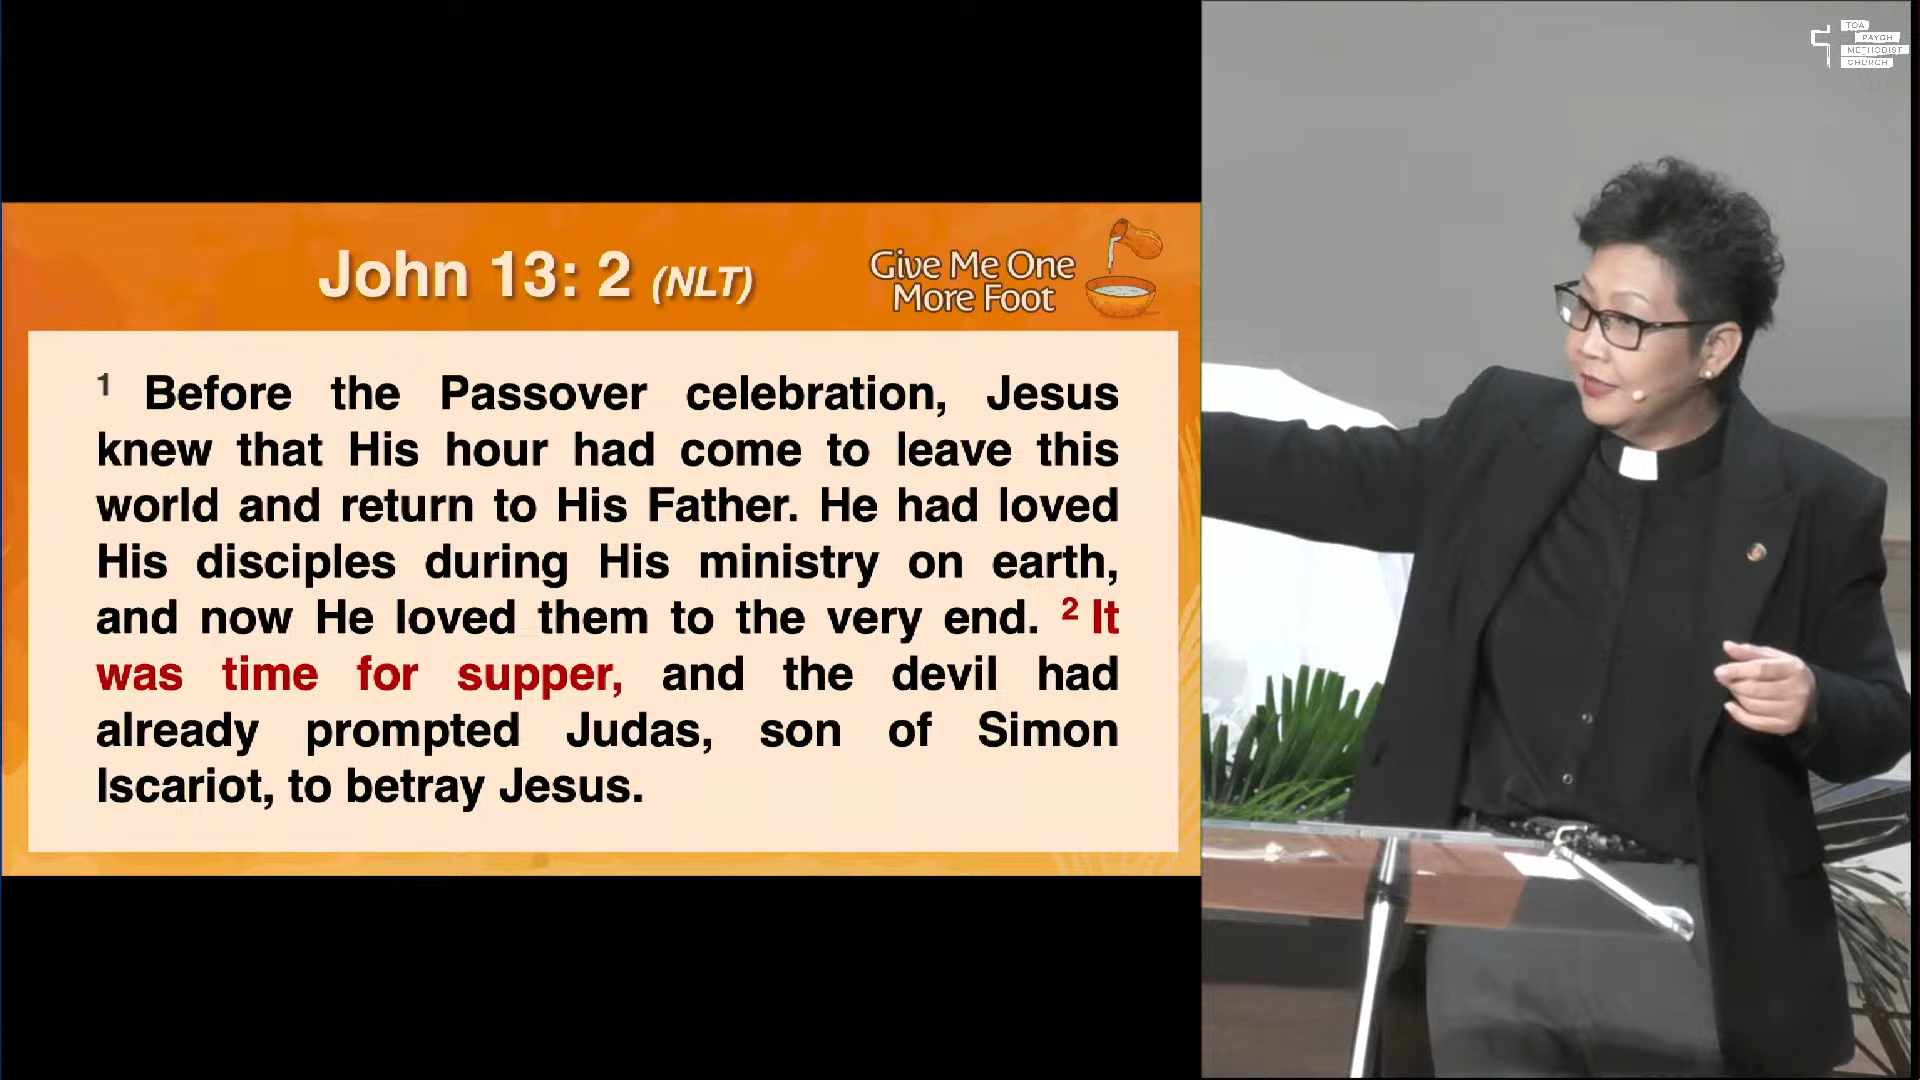 John 13: 2 (NLT)
Give Me One
More Foot
1 Before the Passover celebration, Jesus
knew that His hour had come to leave this
world and return to His Father. He had loved
His disciples during His ministry on earth,
and now He loved them to the very end. 2 It
was time for supper, and the devil had
already prompted Judas, son of Simon
Iscariot, to betray Jesus.
TOA
PAYOH
METHODIST
CHURCH